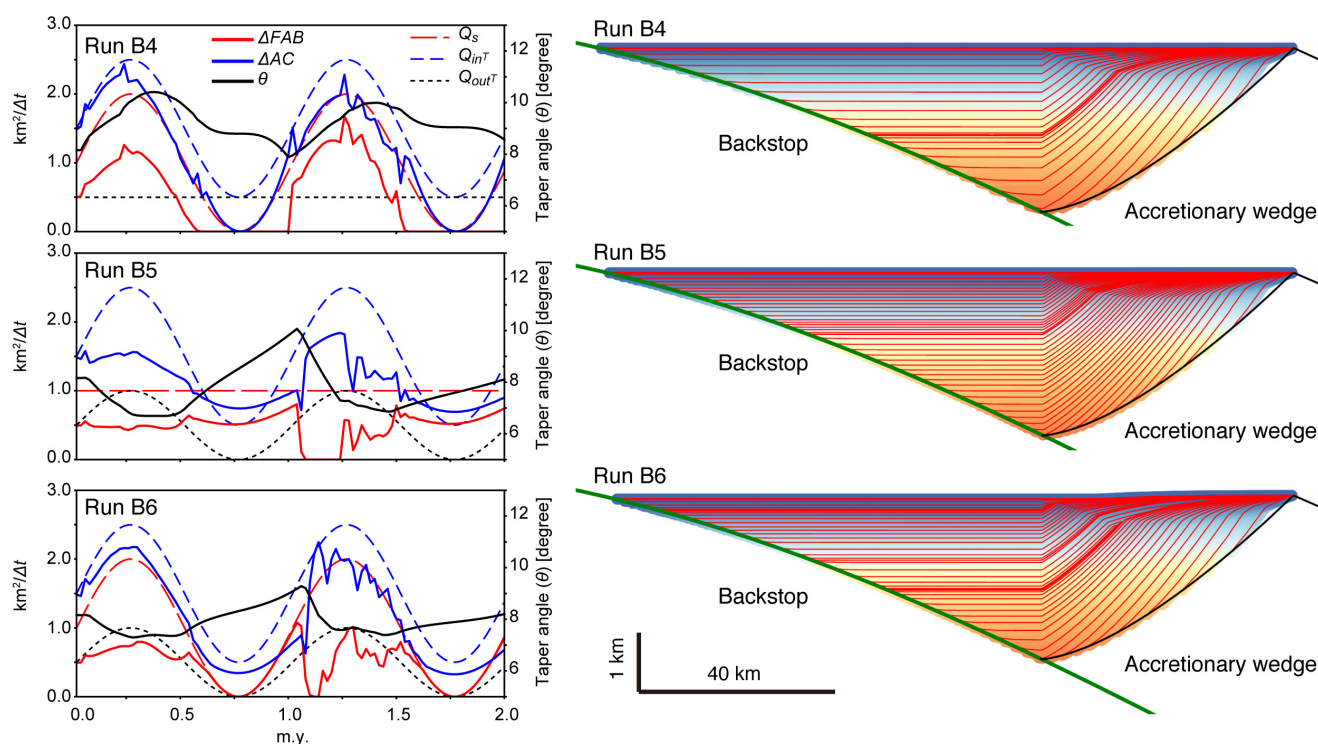 Run B4
ΔFAB
ΔAC
θ
Qs
QinT
QoutT
3.0
2.0
1.0
0.0
km²/Δt
12
10
8
6
Taper angle (θ) [degree]
Run B5
3.0
2.0
1.0
0.0
km²/Δt
12
10
8
6
Taper angle (θ) [degree]
Run B6
3.0
2.0
1.0
0.0
km²/Δt
12
10
8
6
Taper angle (θ) [degree]
0.0 0.5 1.0 1.5 2.0
m.y.
Run B4
Backstop
Accretionary wedge
Run B5
Backstop
Accretionary wedge
Run B6
Backstop
Accretionary wedge
1 km
40 km